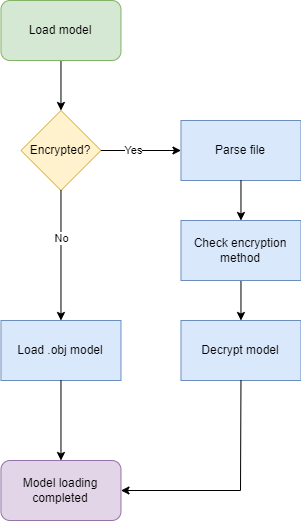 Load model
Encrypted?
Yes
Parse file
Check encryption
method
No
Load .obj model
Decrypt model
Model loading
completed